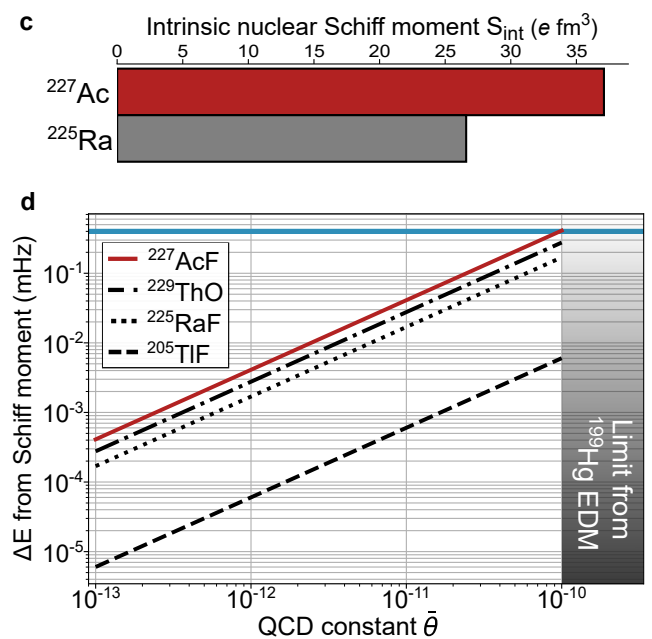 c
Intrinsic nuclear Schiff moment S_int (e fm³)
0 5 10 15 20 25 30 35
²²⁷Ac
²²⁵Ra
d
ΔE from Schiff moment (mHz)
10⁻¹
10⁻²
10⁻³
10⁻⁴
10⁻⁵
²²⁷AcF
²²⁹ThO
²²⁵RaF
²⁰⁵TlF
Limit from
¹⁹⁹Hg EDM
10⁻¹³ 10⁻¹² 10⁻¹¹ 10⁻¹⁰
QCD constant θ̄